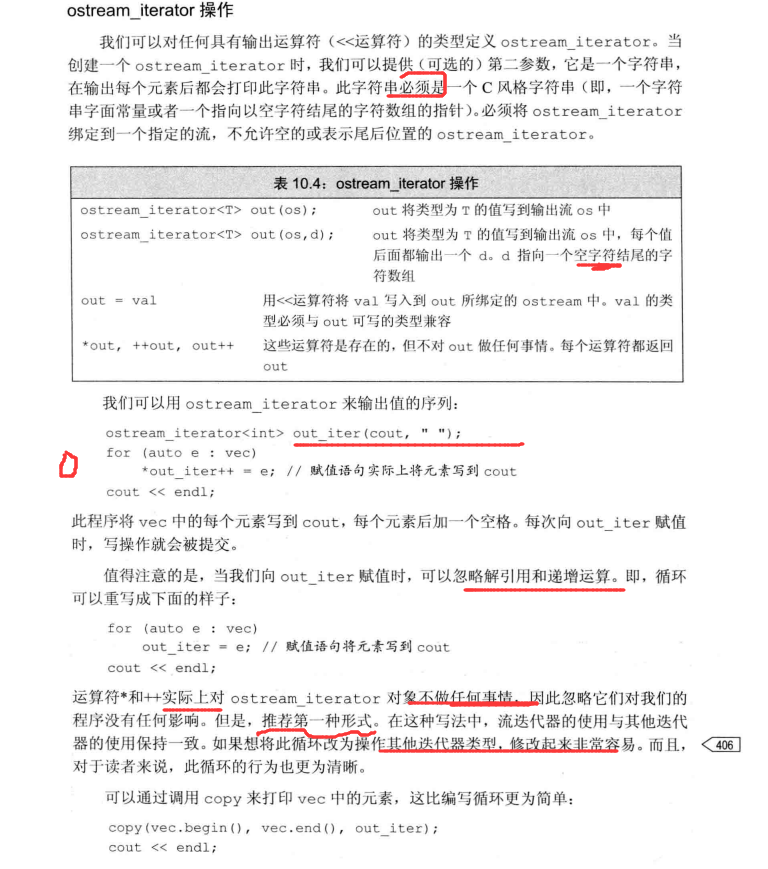 ostream_iterator 操作
我们可以对任何具有输出运算符（<<运算符）的类型定义 ostream_iterator。当
创建一个 ostream_iterator 时，我们可以提供（可选的）第二参数，它是一个字符串，
在输出每个元素后都会打印此字符串。此字符串必须是一个 C 风格字符串（即，一个字符
串字面常量或者一个指向以空字符结尾的字符数组的指针）。必须将 ostream_iterator
绑定到一个指定的流，不允许空的或表示尾后位置的 ostream_iterator。
表 10.4：ostream_iterator 操作
ostream_iterator<T> out(os); out 将类型为 T 的值写到输出流 os 中
ostream_iterator<T> out(os,d); out 将类型为 T 的值写到输出流 os 中，每个值
后面都输出一个 d。d 指向一个空字符结尾的字
符数组
out = val 用<<运算符将 val 写入到 out 所绑定的 ostream 中。val 的类
型必须与 out 可写的类型兼容
*out, ++out, out++ 这些运算符是存在的，但不对 out 做任何事情。每个运算符都返回
out
我们可以用 ostream_iterator 来输出值的序列：
ostream_iterator<int> out_iter(cout, " ");
for (auto e : vec)
*out_iter++ = e; // 赋值语句实际上将元素写到 cout
cout << endl;
此程序将 vec 中的每个元素写到 cout，每个元素后加一个空格。每次向 out_iter 赋值
时，写操作就会被提交。
值得注意的是，当我们向 out_iter 赋值时，可以忽略解引用和递增运算。即，循环
可以重写成下面的样子：
for (auto e : vec)
out_iter = e; // 赋值语句将元素写到 cout
cout << endl;
运算符*和++实际上对 ostream_iterator 对象不做任何事情，因此忽略它们对我们的
程序没有任何影响。但是，推荐第一种形式。在这种写法中，流迭代器的使用与其他迭代
器的使用保持一致。如果想将此循环改为操作其他迭代器类型，修改起来非常容易。而且，
406
对于读者来说，此循环的行为也更为清晰。
可以通过调用 copy 来打印 vec 中的元素，这比编写循环更为简单：
copy(vec.begin(), vec.end(), out_iter);
cout << endl;